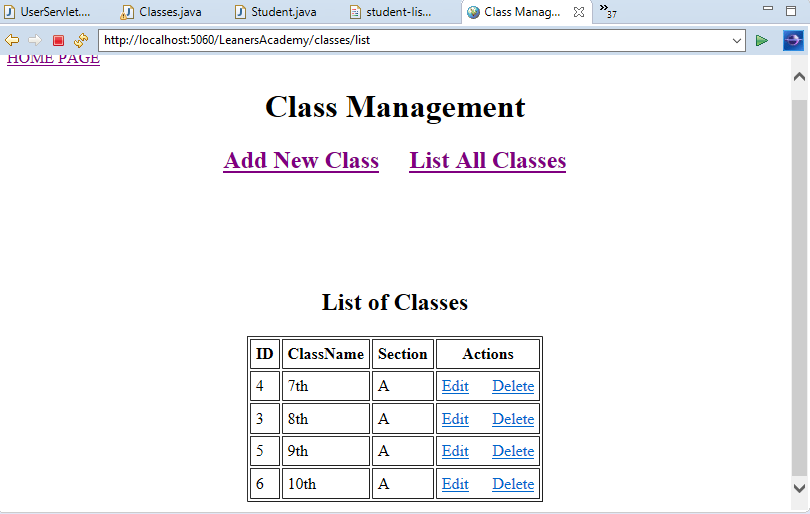 UserServlet.... Classes.java Student.java student-lis... Class Manag... »37
http://localhost:5060/LeanersAcademy/classes/list
HOME PAGE
Class Management
Add New Class List All Classes
List of Classes
ID ClassName Section Actions
4 7th A Edit Delete
3 8th A Edit Delete
5 9th A Edit Delete
6 10th A Edit Delete